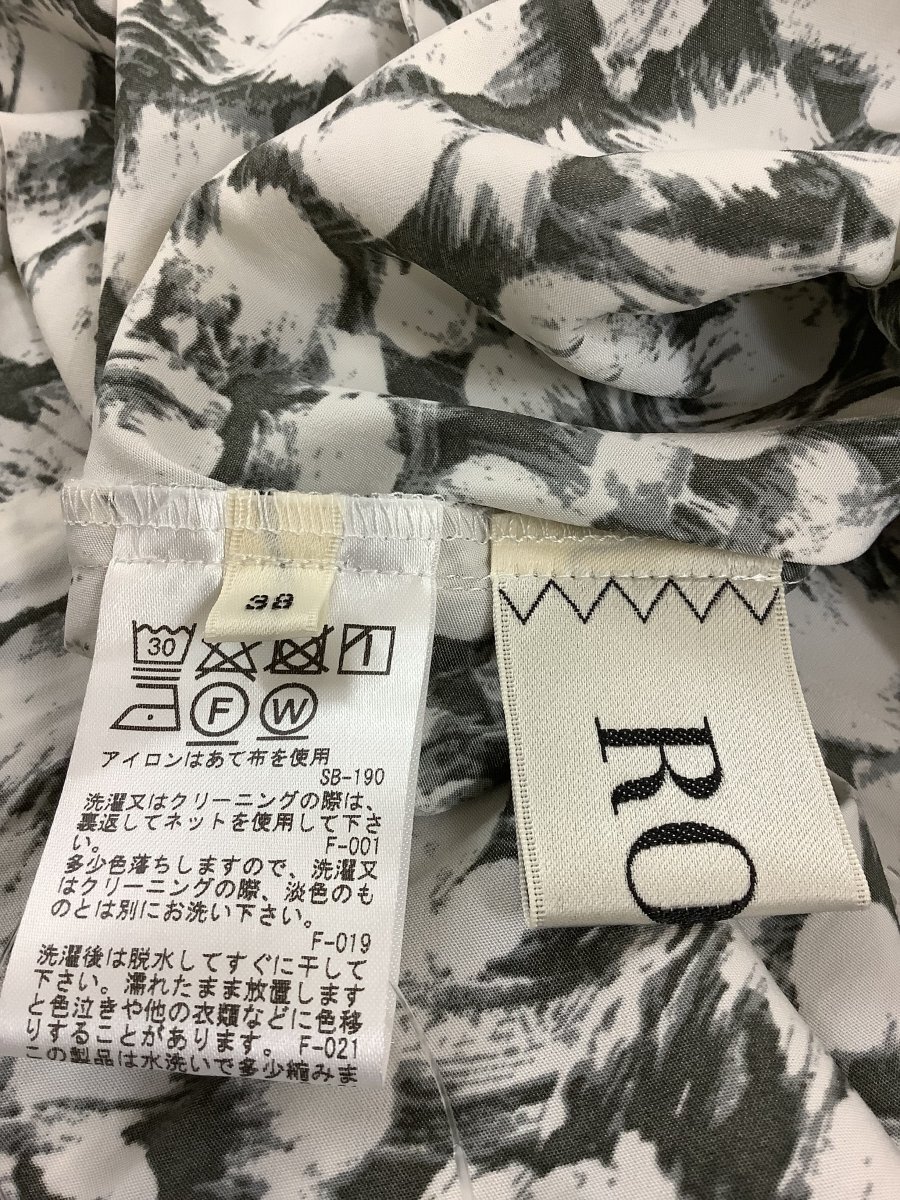 38
30
F W
アイロンはあて布を使用
SB-190
洗濯又はクリーニングの際は、
裏返してネットを使用して下さ
い。 F-001
多少色落ちしますので、洗濯又
はクリーニングの際、淡色のも
のとは別にお洗い下さい。
F-019
洗濯後は脱水してすぐに干して
下さい。濡れたまま放置します
と色泣きや他の衣類などに色移
りすることがあります。 F-021
この製品は水洗いで多少縮みま
RO